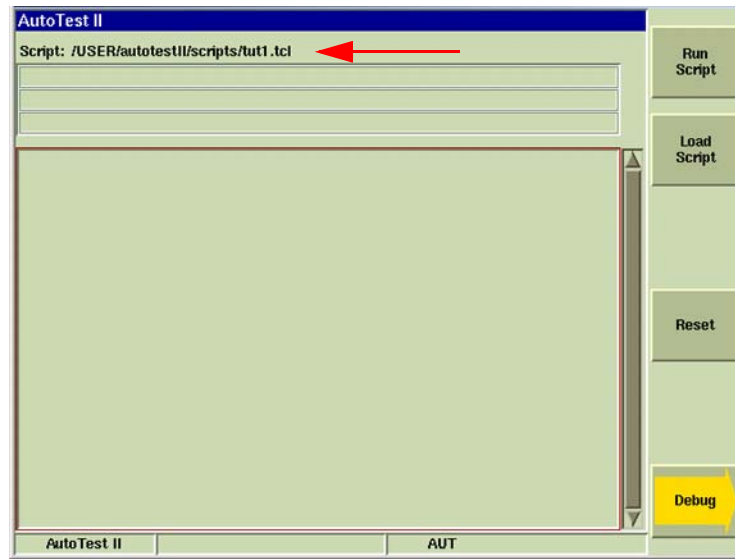 AutoTest II
Script: /USER/autotestII/scripts/tut1.tcl
Run
Script
Load
Script
Reset
Debug
AutoTest II
AUT